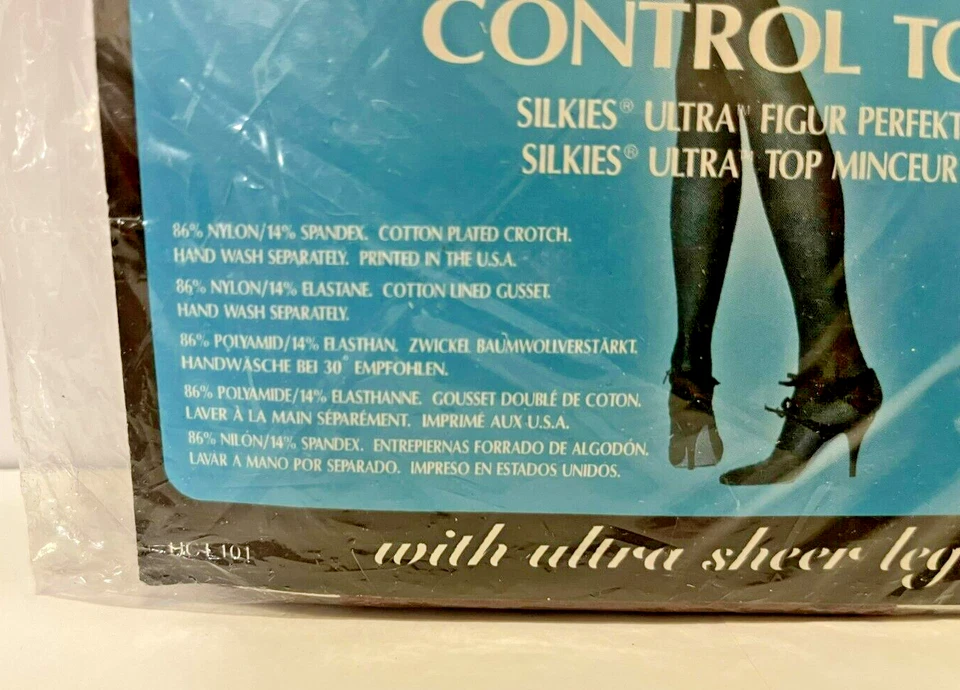 CONTROL TO
SILKIES® ULTRA™ FIGUR PERFEKT
SILKIES® ULTRA™ TOP MINCEUR
86% NYLON/14% SPANDEX. COTTON PLATED CROTCH.
HAND WASH SEPARATELY. PRINTED IN THE U.S.A.
86% NYLON/14% ELASTANE. COTTON LINED GUSSET.
HAND WASH SEPARATELY.
86% POLYAMID/14% ELASTHAN. ZWICKEL BAUMWOLLVERSTÄRKT.
HANDWÄSCHE BEI 30° EMPFOHLEN.
86% POLYAMIDE/14% ELASTHANNE. GOUSSET DOUBLÉ DE COTON.
LAVER À LA MAIN SÉPARÉMENT. IMPRIMÉ AUX U.S.A.
86% NILÓN/14% SPANDEX. ENTREPIERNAS FORRADO DE ALGODÓN.
LAVAR A MANO POR SEPARADO. IMPRESO EN ESTADOS UNIDOS.
with ultra sheer leg